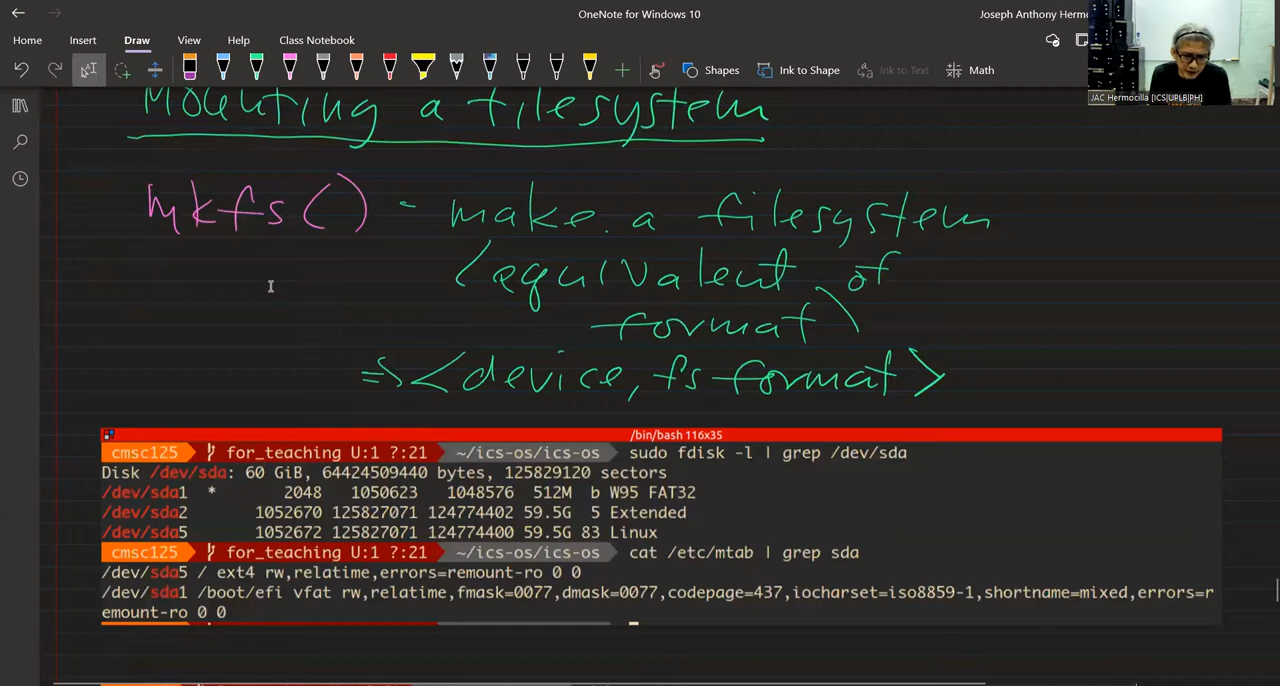 OneNote for Windows 10
Joseph Anthony Hermo
Home Insert Draw View Help Class Notebook
Shapes Ink to Shape Ink to Text Math
JAC Hermocilla [ICS|UPLB|PH]
Mounting a filesystem
mkfs() - make a filesystem
(equivalent of
format)
=> <device, fs format>
/bin/bash 116x35
cmsc125 for_teaching U:1 ?:21 ~/ics-os/ics-os sudo fdisk -l | grep /dev/sda
Disk /dev/sda: 60 GiB, 64424509440 bytes, 125829120 sectors
/dev/sda1 * 2048 1050623 1048576 512M b W95 FAT32
/dev/sda2 1052670 125827071 124774402 59.5G 5 Extended
/dev/sda5 1052672 125827071 124774400 59.5G 83 Linux
cmsc125 for_teaching U:1 ?:21 ~/ics-os/ics-os cat /etc/mtab | grep sda
/dev/sda5 / ext4 rw,relatime,errors=remount-ro 0 0
/dev/sda1 /boot/efi vfat rw,relatime,fmask=0077,dmask=0077,codepage=437,iocharset=iso8859-1,shortname=mixed,errors=r
emount-ro 0 0